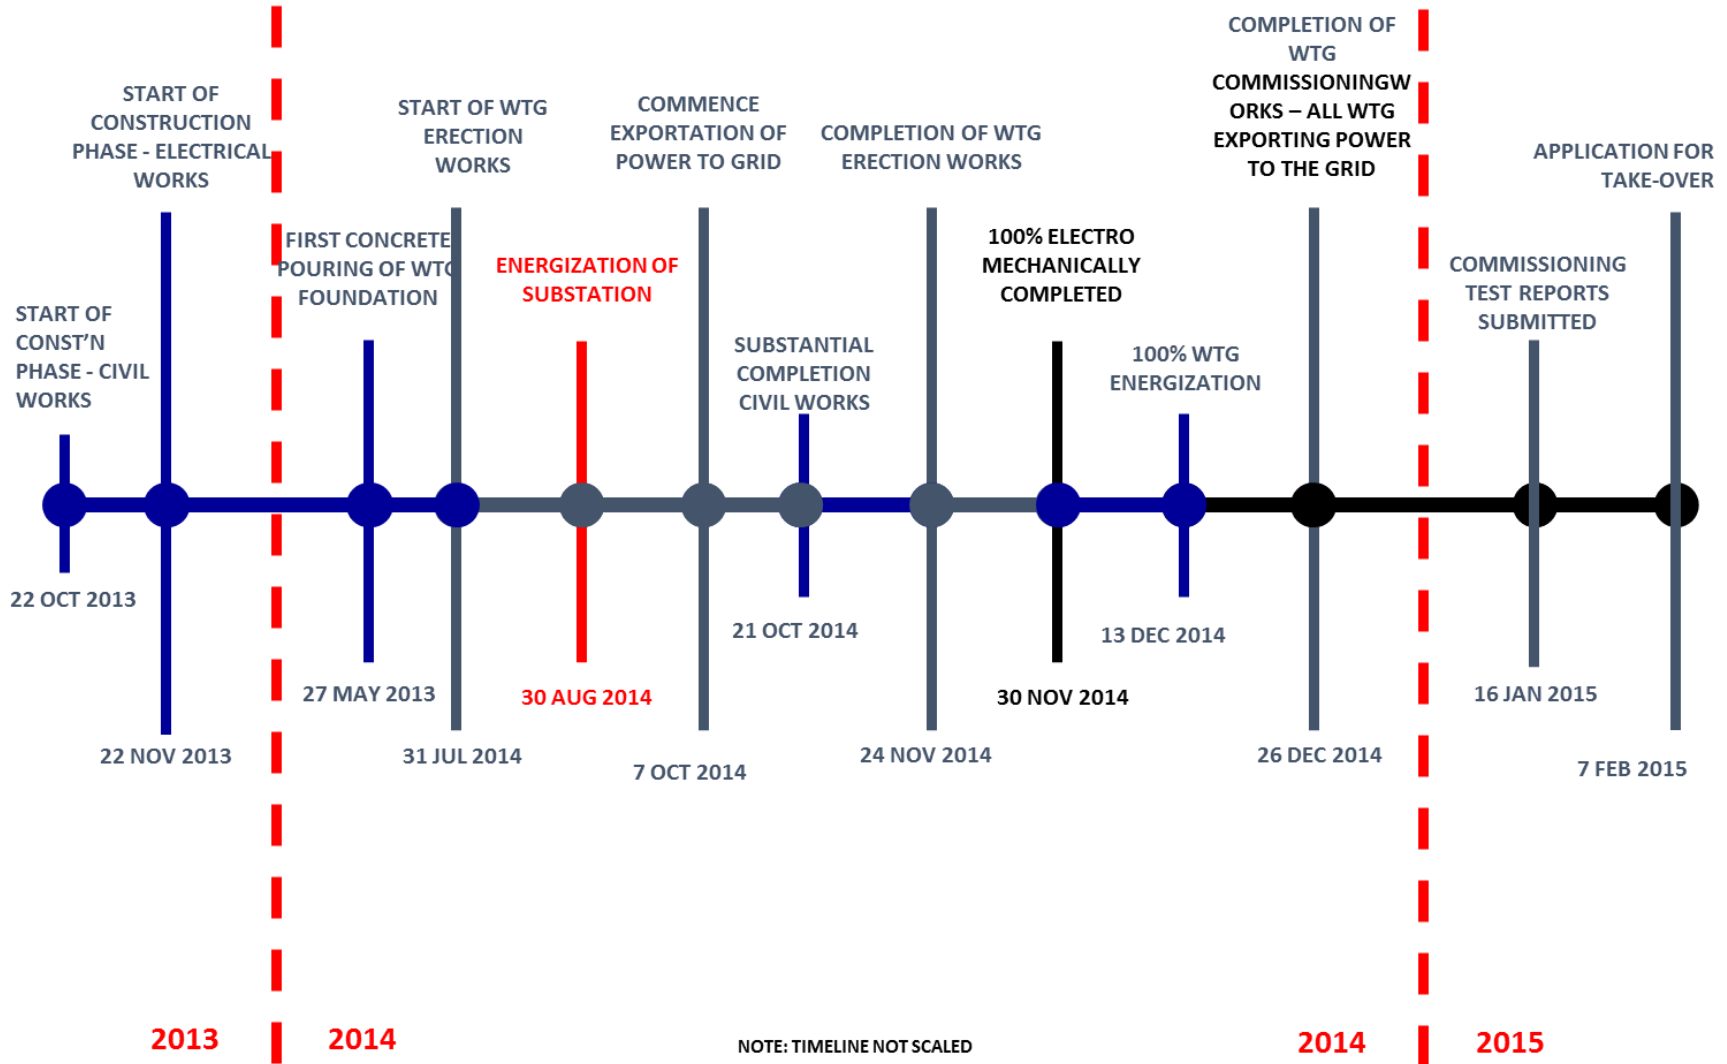 START OF
CONST'N
PHASE - CIVIL
WORKS
22 OCT 2013
START OF
CONSTRUCTION
PHASE - ELECTRICAL
WORKS
22 NOV 2013
FIRST CONCRETE
POURING OF WTG
FOUNDATION
27 MAY 2013
START OF WTG
ERECTION
WORKS
31 JUL 2014
ENERGIZATION OF
SUBSTATION
30 AUG 2014
COMMENCE
EXPORTATION OF
POWER TO GRID
7 OCT 2014
SUBSTANTIAL
COMPLETION
CIVIL WORKS
21 OCT 2014
COMPLETION OF WTG
ERECTION WORKS
24 NOV 2014
100% ELECTRO
MECHANICALLY
COMPLETED
30 NOV 2014
100% WTG
ENERGIZATION
13 DEC 2014
COMPLETION OF
WTG
COMMISSIONINGW
ORKS – ALL WTG
EXPORTING POWER
TO THE GRID
26 DEC 2014
COMMISSIONING
TEST REPORTS
SUBMITTED
16 JAN 2015
APPLICATION FOR
TAKE-OVER
7 FEB 2015
2013
2014
NOTE: TIMELINE NOT SCALED
2014
2015